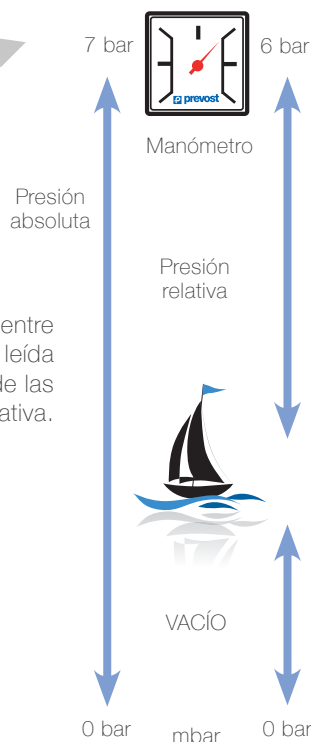 7 bar
6 bar
prevost
Manómetro
Presión
absoluta
Presión
relativa
entre
leída
de las
ativa.
VACÍO
0 bar
mbar
0 bar